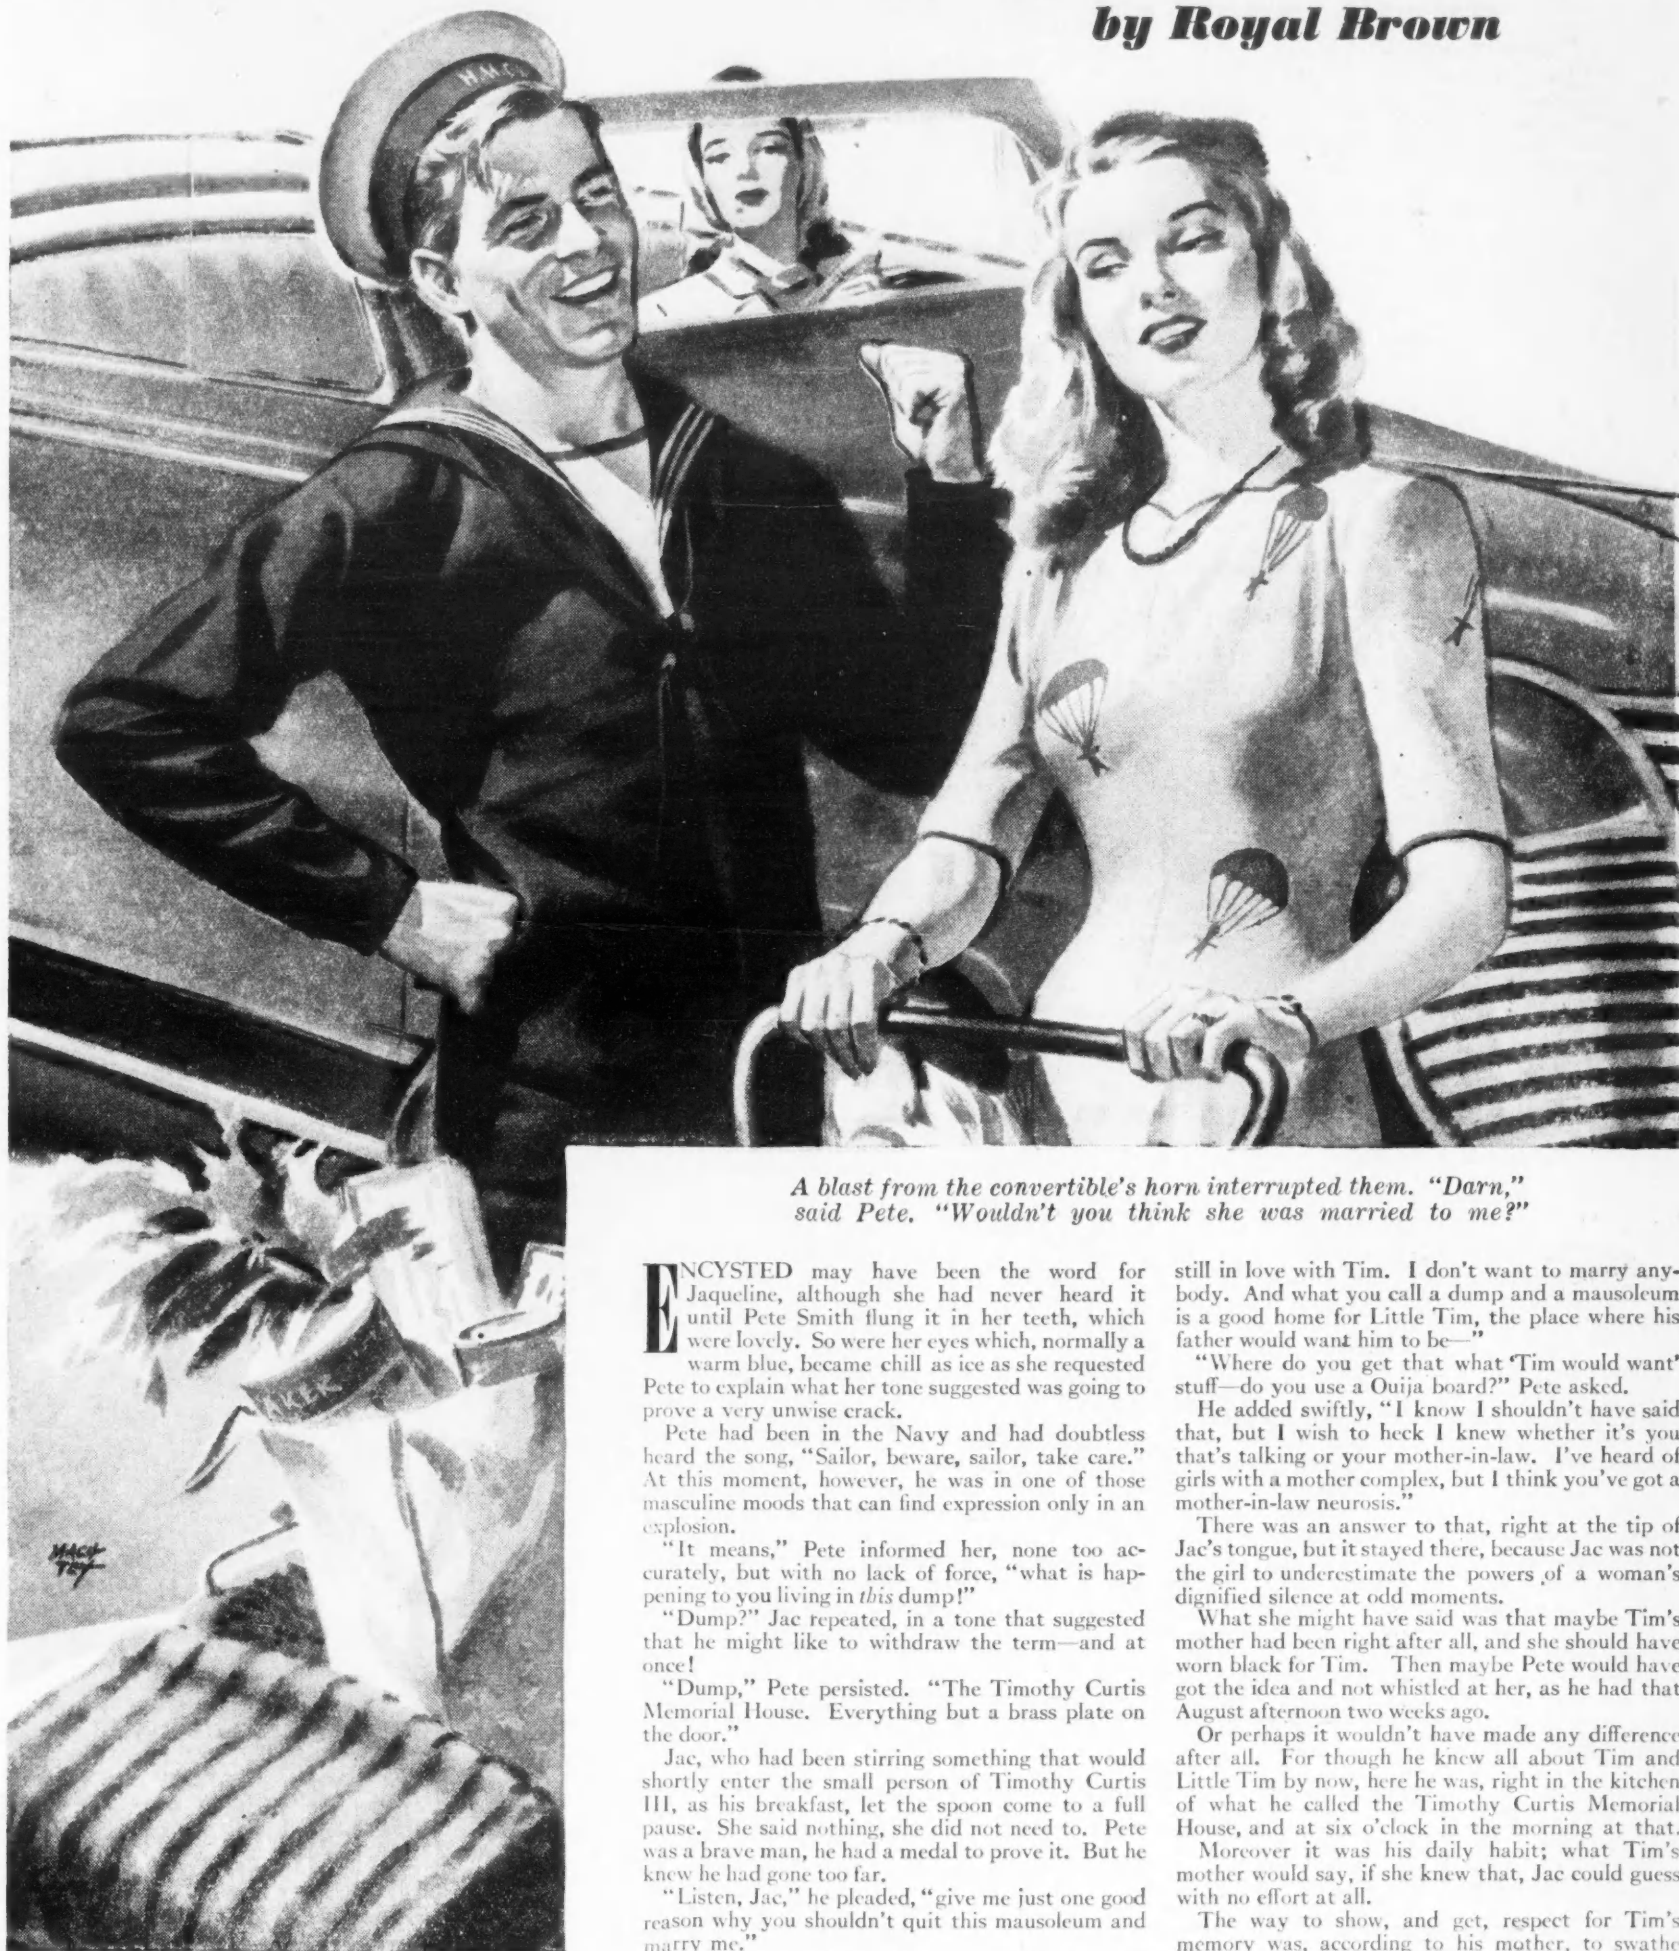 by Royal Brown
H.M.C.
AKER
MACK
A blast from the convertible's horn interrupted them. "Darn,"
said Pete. "Wouldn't you think she was married to me?"
ENCYSTED may have been the word for
Jaqueline, although she had never heard it
until Pete Smith flung it in her teeth, which
were lovely. So were her eyes which, normally a
warm blue, became chill as ice as she requested
Pete to explain what her tone suggested was going to
prove a very unwise crack.
Pete had been in the Navy and had doubtless
heard the song, "Sailor, beware, sailor, take care."
At this moment, however, he was in one of those
masculine moods that can find expression only in an
explosion.
"It means," Pete informed her, none too ac-
curately, but with no lack of force, "what is hap-
pening to you living in this dump!"
"Dump?" Jac repeated, in a tone that suggested
that he might like to withdraw the term—and at
once!
"Dump," Pete persisted. "The Timothy Curtis
Memorial House. Everything but a brass plate on
the door."
Jac, who had been stirring something that would
shortly enter the small person of Timothy Curtis
III, as his breakfast, let the spoon come to a full
pause. She said nothing, she did not need to. Pete
was a brave man, he had a medal to prove it. But he
knew he had gone too far.
"Listen, Jac," he pleaded, "give me just one good
reason why you shouldn't quit this mausoleum and
marry me."
still in love with Tim. I don't want to marry any-
body. And what you call a dump and a mausoleum
is a good home for Little Tim, the place where his
father would want him to be—"
"Where do you get that what 'Tim would want'
stuff—do you use a Ouija board?" Pete asked.
He added swiftly, "I know I shouldn't have said
that, but I wish to heck I knew whether it's you
that's talking or your mother-in-law. I've heard of
girls with a mother complex, but I think you've got a
mother-in-law neurosis."
There was an answer to that, right at the tip of
Jac's tongue, but it stayed there, because Jac was not
the girl to underestimate the powers of a woman's
dignified silence at odd moments.
What she might have said was that maybe Tim's
mother had been right after all, and she should have
worn black for Tim. Then maybe Pete would have
got the idea and not whistled at her, as he had that
August afternoon two weeks ago.
Or perhaps it wouldn't have made any difference
after all. For though he knew all about Tim and
Little Tim by now, here he was, right in the kitchen
of what he called the Timothy Curtis Memorial
House, and at six o'clock in the morning at that.
Moreover it was his daily habit; what Tim's
mother would say, if she knew that, Jac could guess
with no effort at all.
The way to show, and get, respect for Tim's
memory was, according to his mother, to swathe